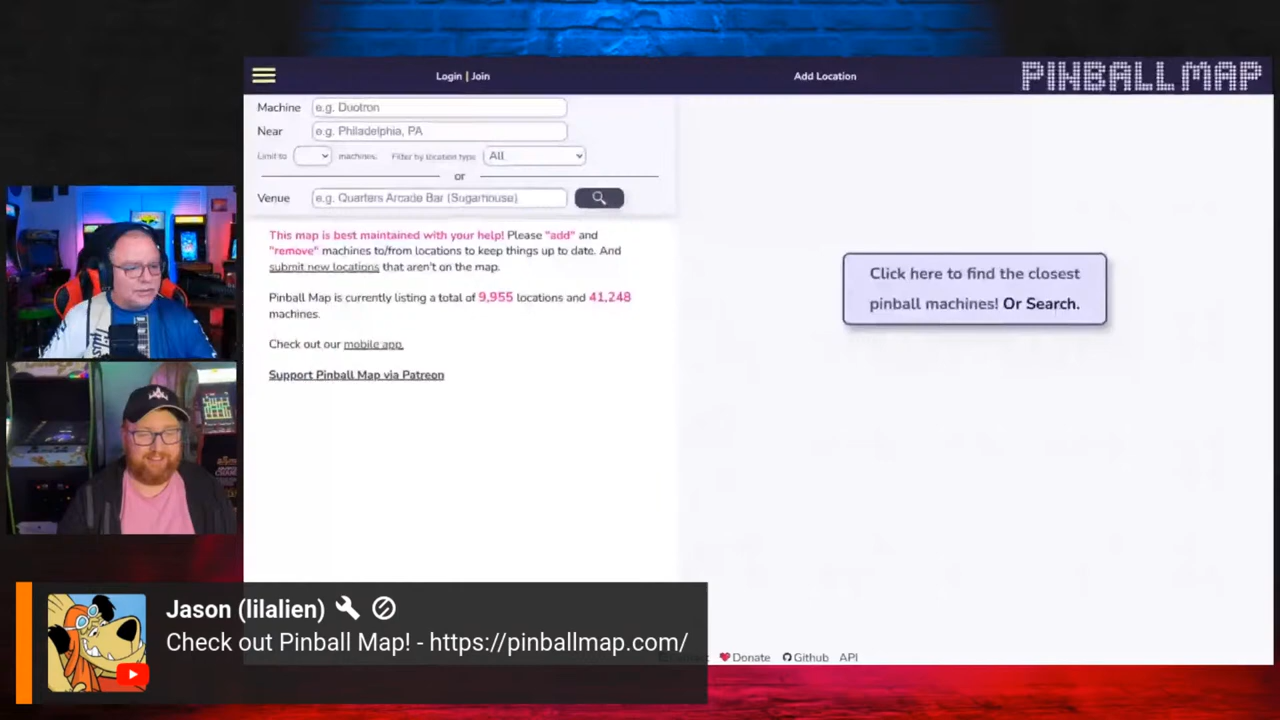 Login | Join
Add Location
PINBALL MAP
Machine
e.g. Duotron
Near
e.g. Philadelphia, PA
Limit to
machines.
Filter by location type
All
or
Venue
e.g. Quarters Arcade Bar (Sugarhouse)
This map is best maintained with your help! Please "add" and
"remove" machines to/from locations to keep things up to date. And
submit new locations that aren't on the map.
Pinball Map is currently listing a total of 9,955 locations and 41,248
machines.
Check out our mobile app.
Support Pinball Map via Patreon
Click here to find the closest
pinball machines! Or Search.
Jason (lilalien)
Check out Pinball Map! - https://pinballmap.com/
Donate
Github
API